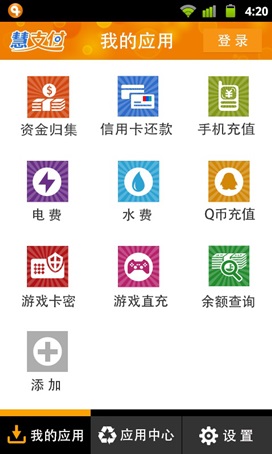 4:20
慧支付 我的应用 登录
资金归集 信用卡还款 手机充值
电费 水费 Q币充值
游戏卡密 游戏直充 余额查询
添加
我的应用 应用中心 设置